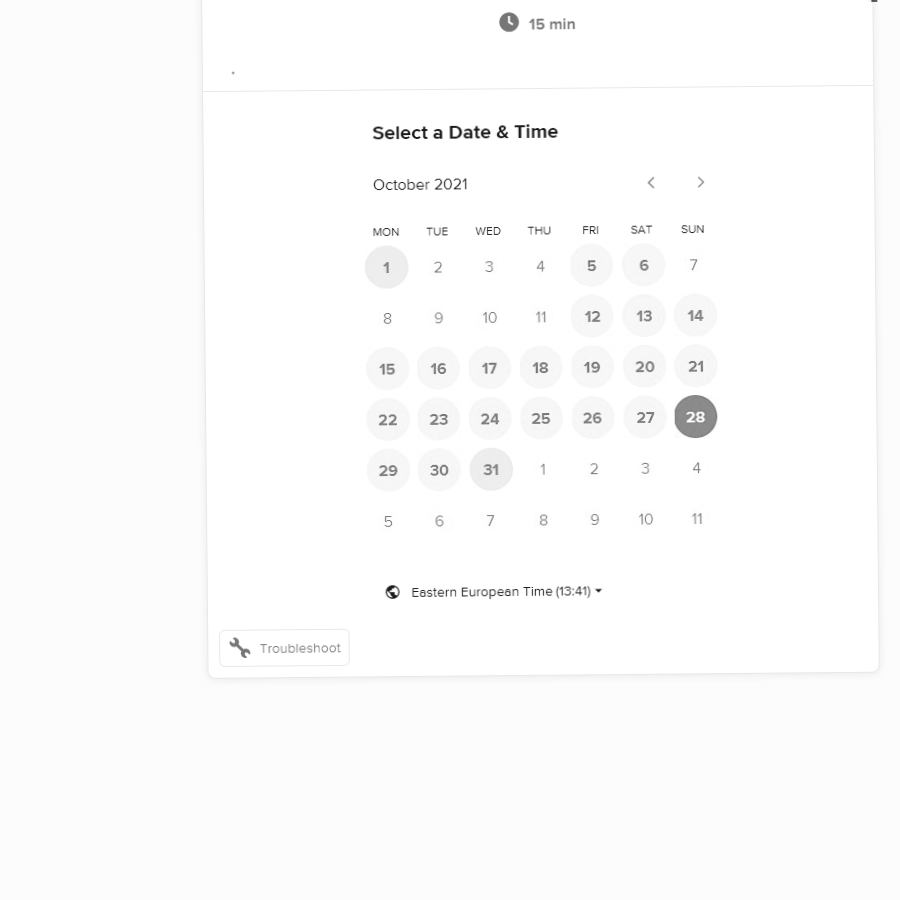 15 min
.
Select a Date & Time
October 2021
MON TUE WED THU FRI SAT SUN
1 2 3 4 5 6 7
8 9 10 11 12 13 14
15 16 17 18 19 20 21
22 23 24 25 26 27 28
29 30 31 1 2 3 4
5 6 7 8 9 10 11
Eastern European Time (13:41)
Troubleshoot